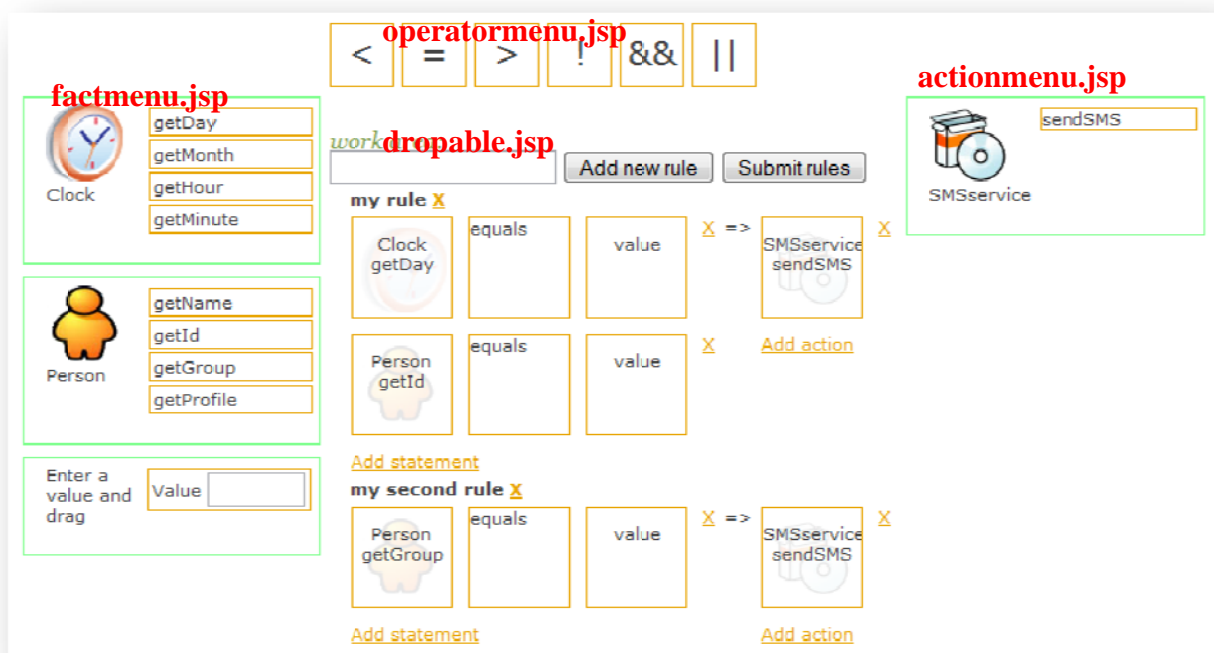 operatormenu.jsp
< = > ! && ||
factmenu.jsp
getDay
getMonth
getHour
getMinute
Clock
getName
getId
getGroup
getProfile
Person
Enter a
value and
drag
Value
work
dropable.jsp
Add new rule Submit rules
my rule X
Clock
getDay
equals
value
X =>
SMSservice
sendSMS
X
Person
getId
equals
value
X
Add action
Add statement
my second rule X
Person
getGroup
equals
value
X =>
SMSservice
sendSMS
X
Add statement
Add action
actionmenu.jsp
sendSMS
SMSservice